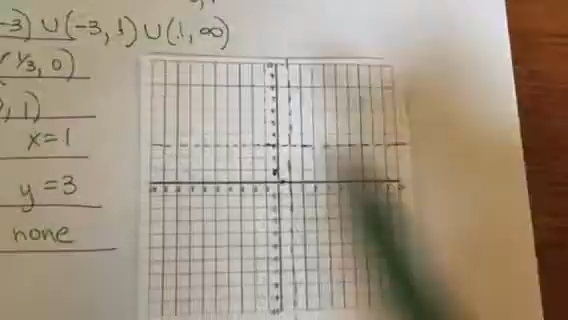 -3) ∪ (-3, 1) ∪ (1, ∞)
1/3, 0)
, 1)
x=1
y=3
none